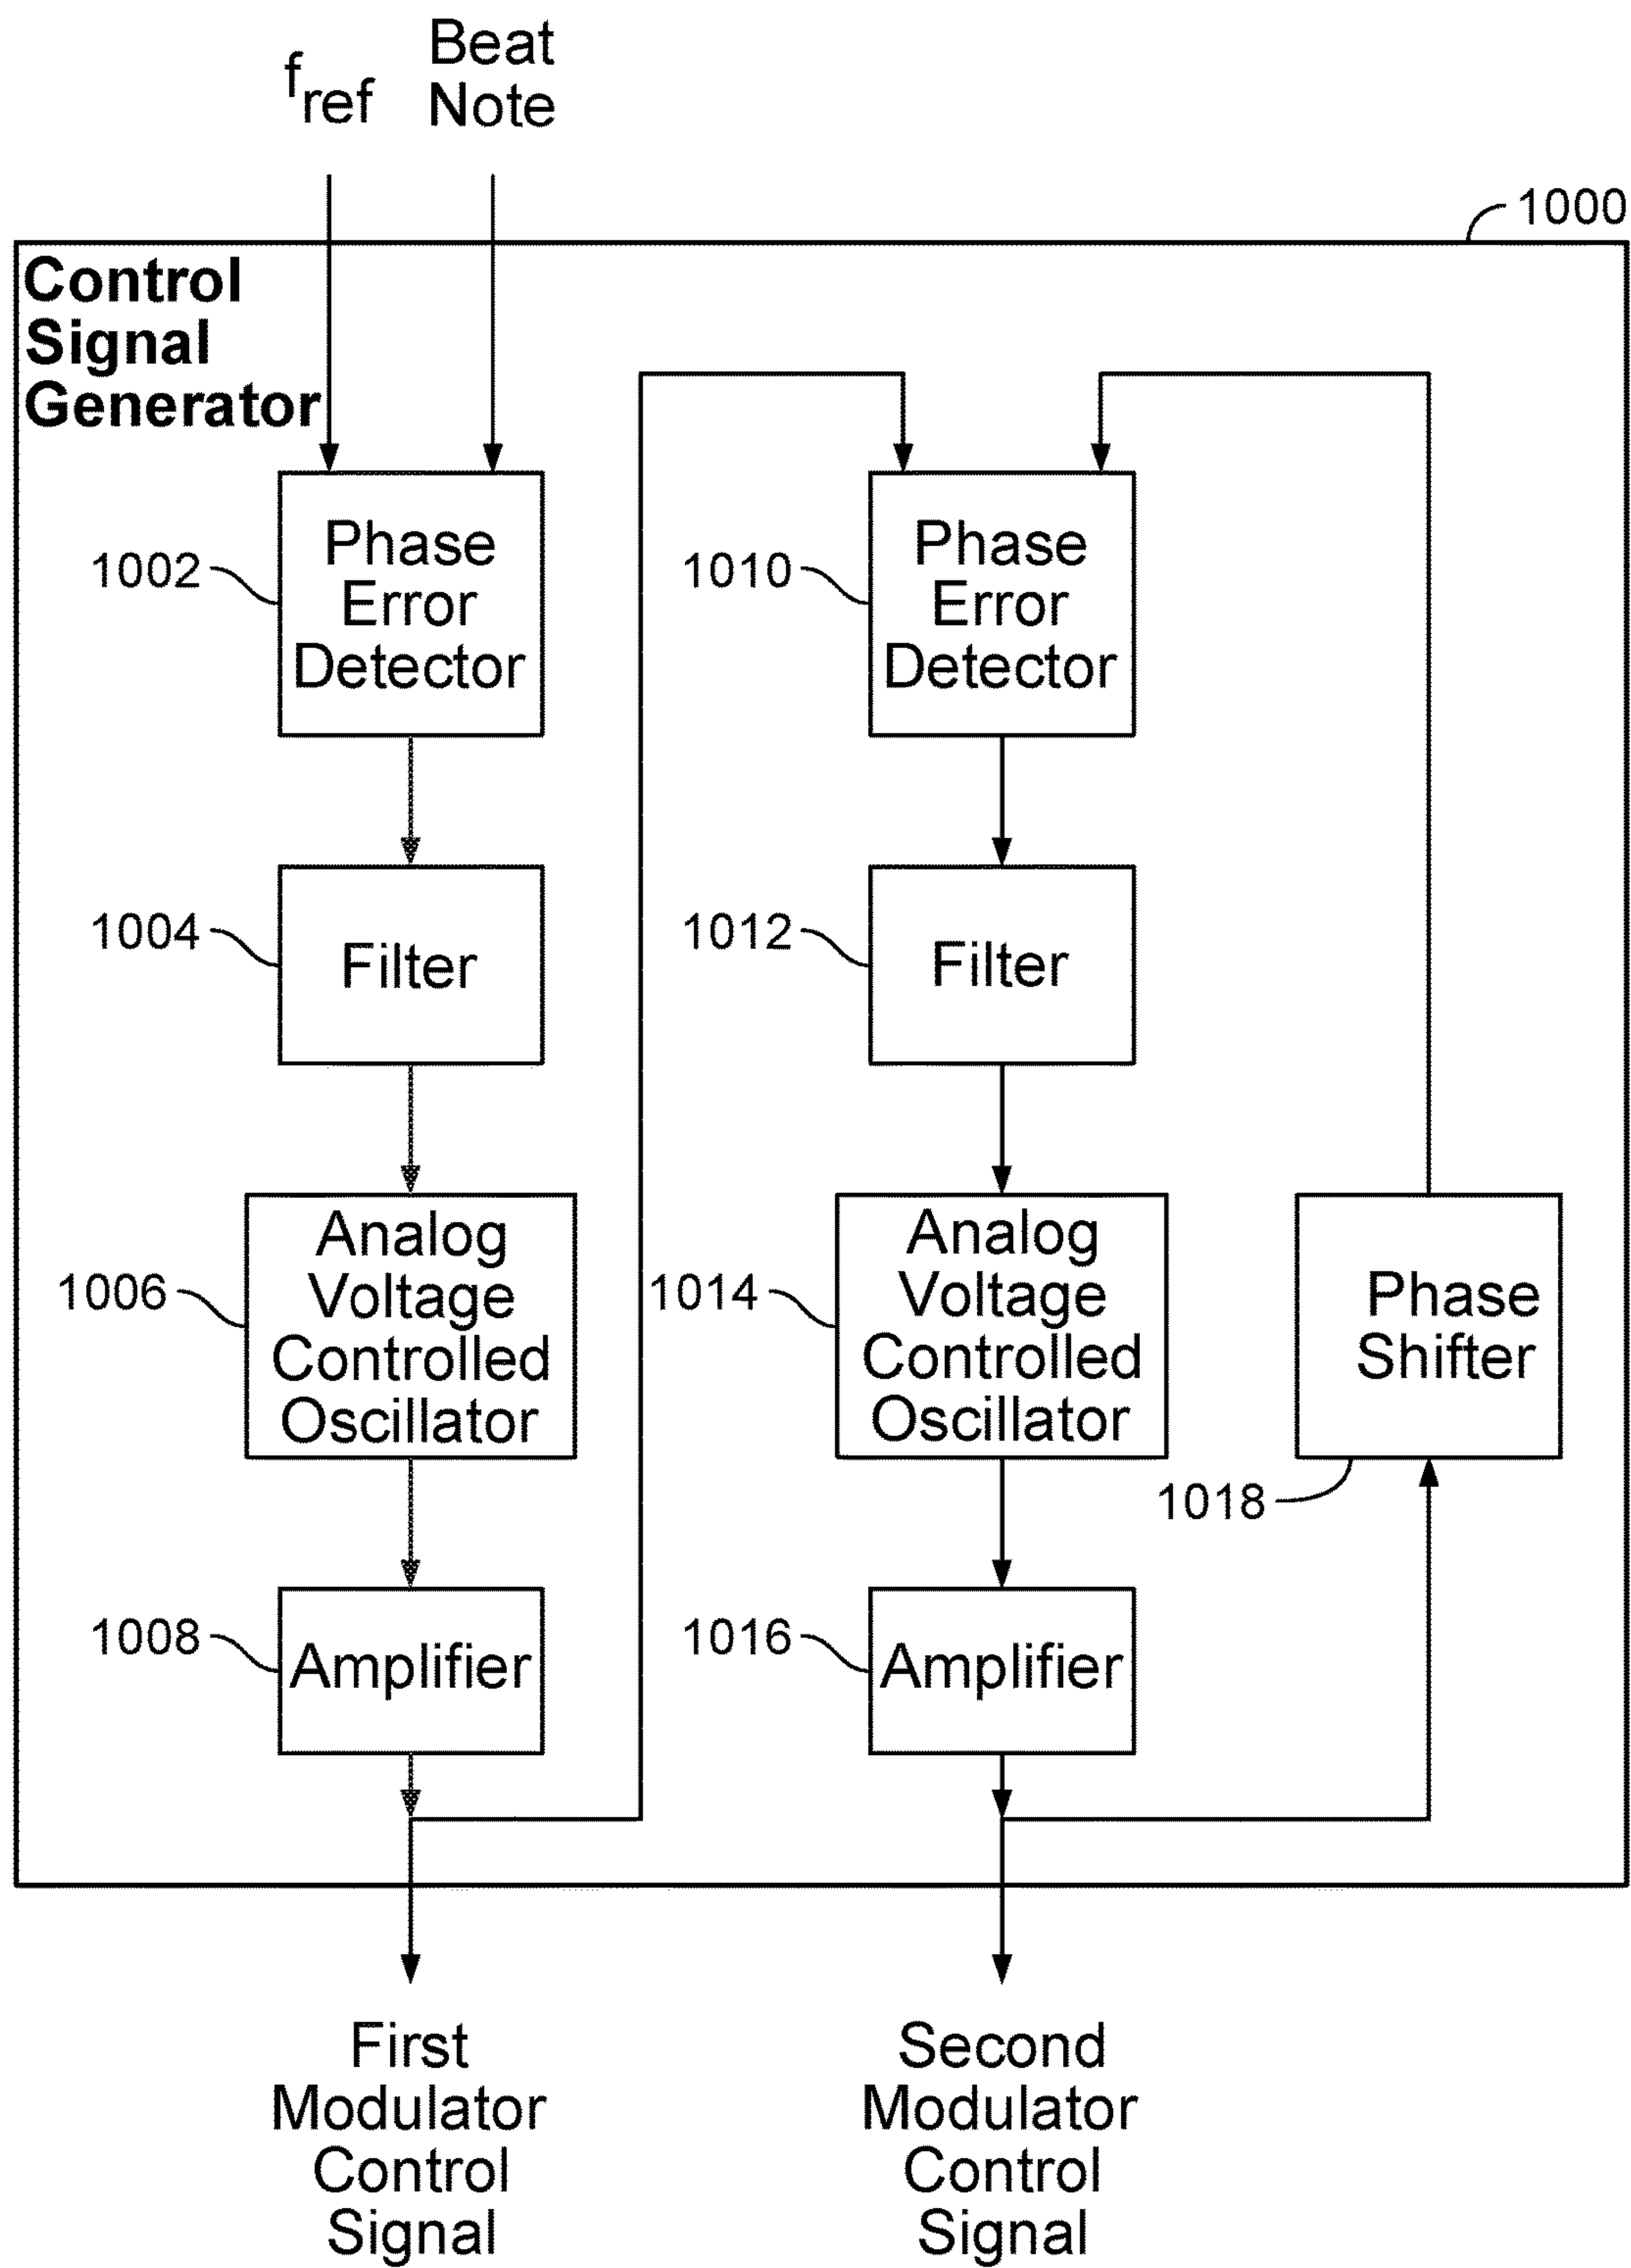 f_ref
Beat
Note
1000
Control
Signal
Generator
1002
Phase
Error
Detector
1010
Phase
Error
Detector
1004
Filter
1012
Filter
1006
Analog
Voltage
Controlled
Oscillator
1014
Analog
Voltage
Controlled
Oscillator
Phase
Shifter
1018
1008
Amplifier
1016
Amplifier
First
Modulator
Control
Signal
Second
Modulator
Control
Signal